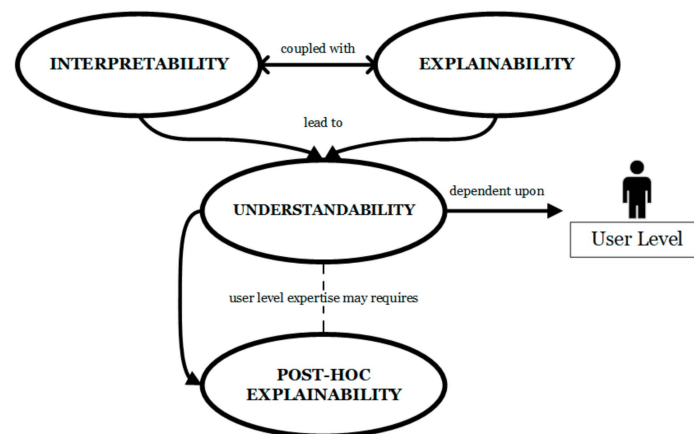 INTERPRETABILITY
coupled with
EXPLAINABILITY
lead to
UNDERSTANDABILITY
dependent upon
User Level
user level expertise may requires
POST-HOC
EXPLAINABILITY